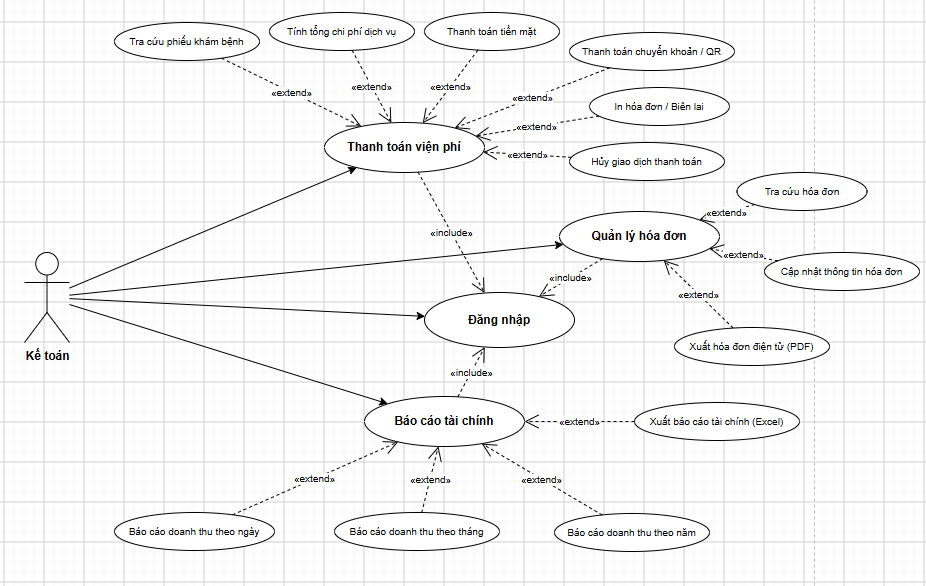 Tra cứu phiếu khám bệnh
Tính tổng chi phí dịch vụ
Thanh toán tiền mặt
Thanh toán chuyển khoản / QR
«extend»
«extend»
«extend»
«extend»
In hóa đơn / Biên lai
«extend»
Thanh toán viện phí
«extend»
Hủy giao dịch thanh toán
Tra cứu hóa đơn
«extend»
«include»
Quản lý hóa đơn
«extend»
Cập nhật thông tin hóa đơn
«include»
«extend»
Đăng nhập
Xuất hóa đơn điện tử (PDF)
Kế toán
«include»
Báo cáo tài chính
«extend»
Xuất báo cáo tài chính (Excel)
«extend»
«extend»
«extend»
Báo cáo doanh thu theo ngày
Báo cáo doanh thu theo tháng
Báo cáo doanh thu theo năm